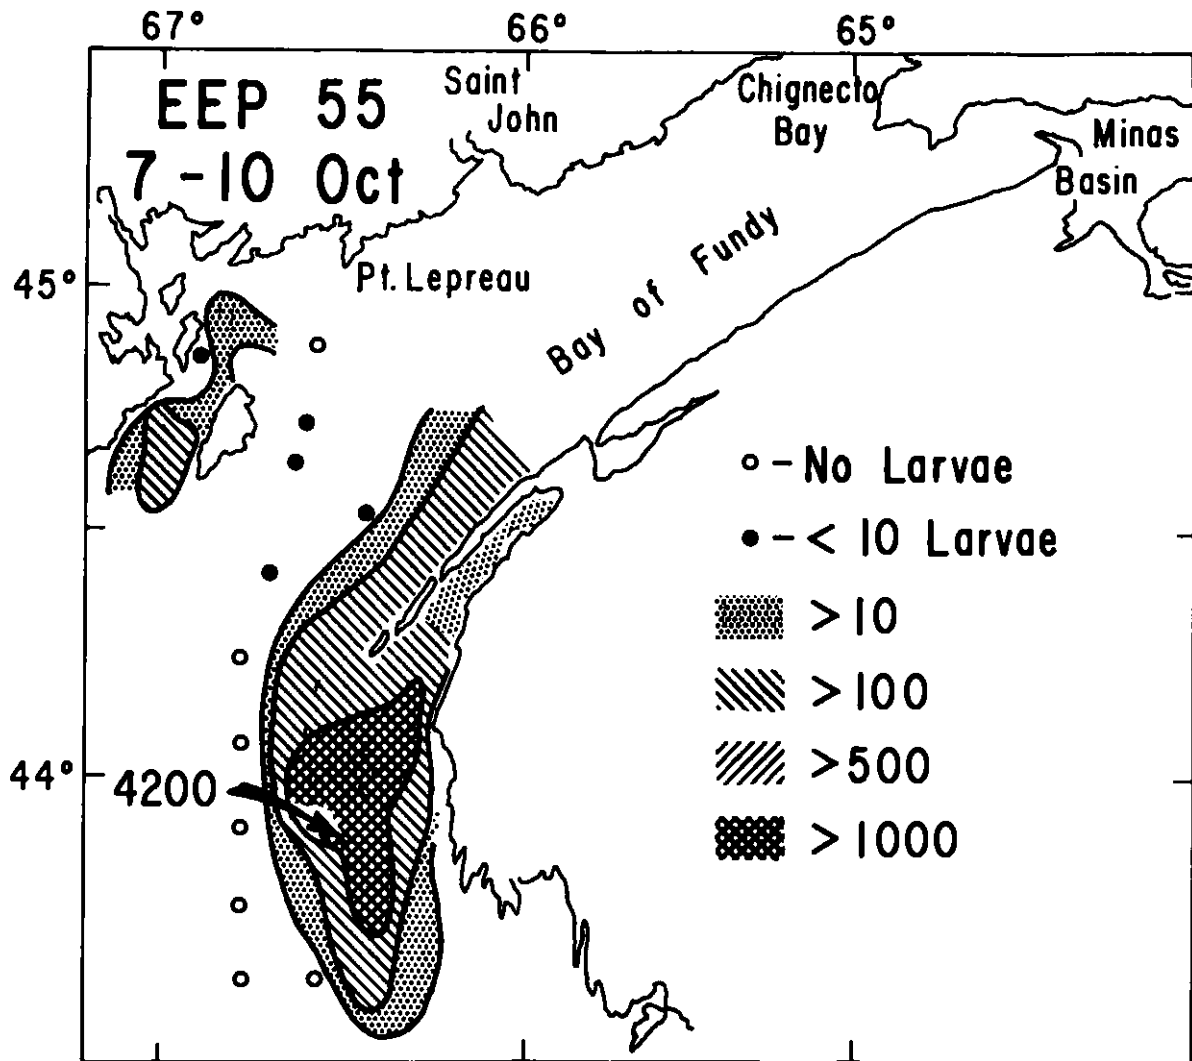 67° 66° 65°
EEP 55
7-10 Oct
Saint
John
Chignecto
Bay
Minas
Basin
45°
Pt. Lepreau
Bay of Fundy
○ - No Larvae
● - < 10 Larvae
>10
>100
44°
4200
>500
>1000